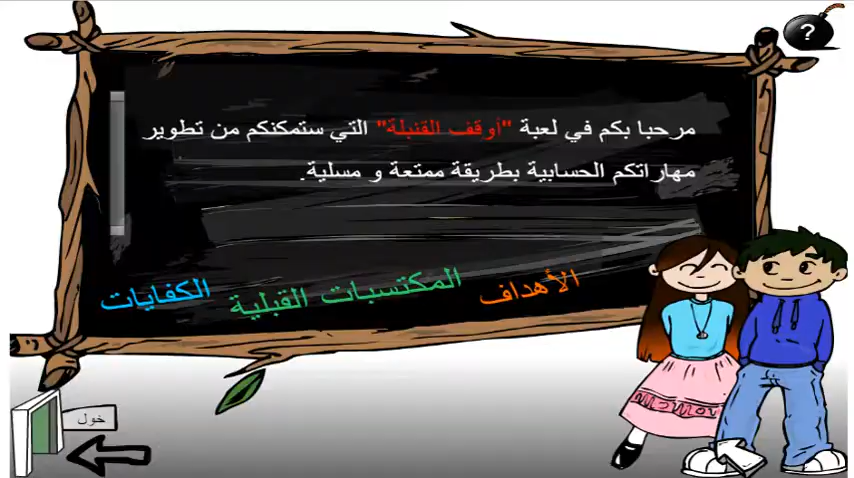 ?
مرحبا بكم في لعبة "أوقف القنبلة" التي ستمكنكم من تطوير
مهاراتكم الحسابية بطريقة ممتعة و مسلية.
الأهداف
المكتسبات القبلية
الكفايات
خول